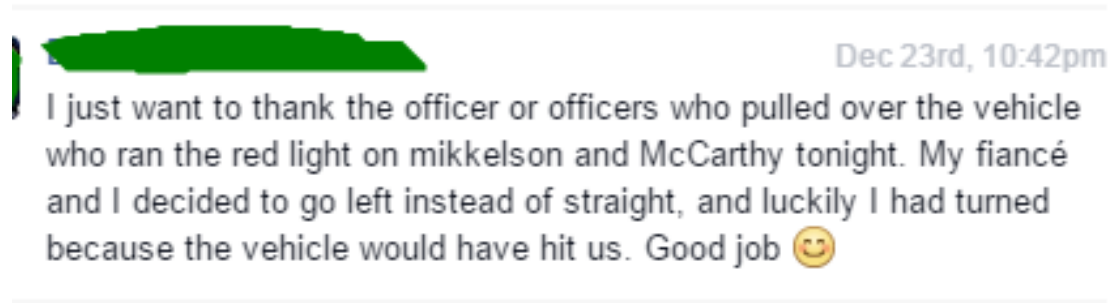 Dec 23rd, 10:42pm
I just want to thank the officer or officers who pulled over the vehicle
who ran the red light on mikkelson and McCarthy tonight. My fiancé
and I decided to go left instead of straight, and luckily I had turned
because the vehicle would have hit us. Good job 😊